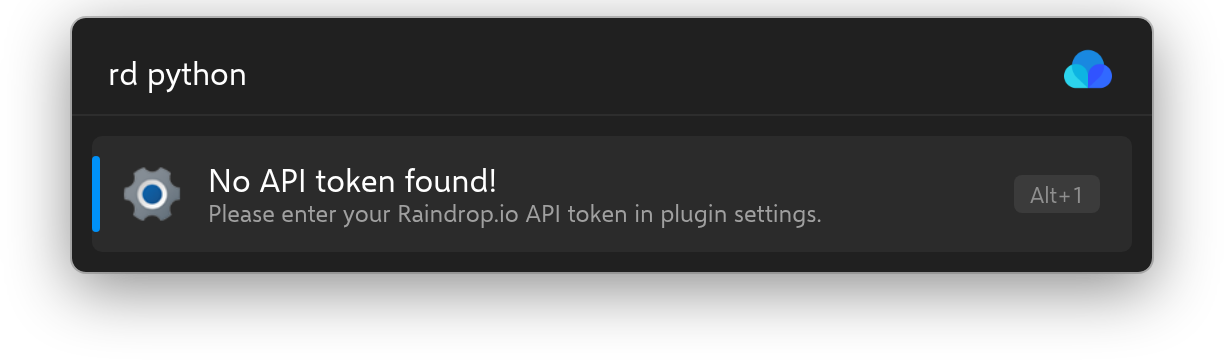 rd python
No API token found!
Please enter your Raindrop.io API token in plugin settings.
Alt+1